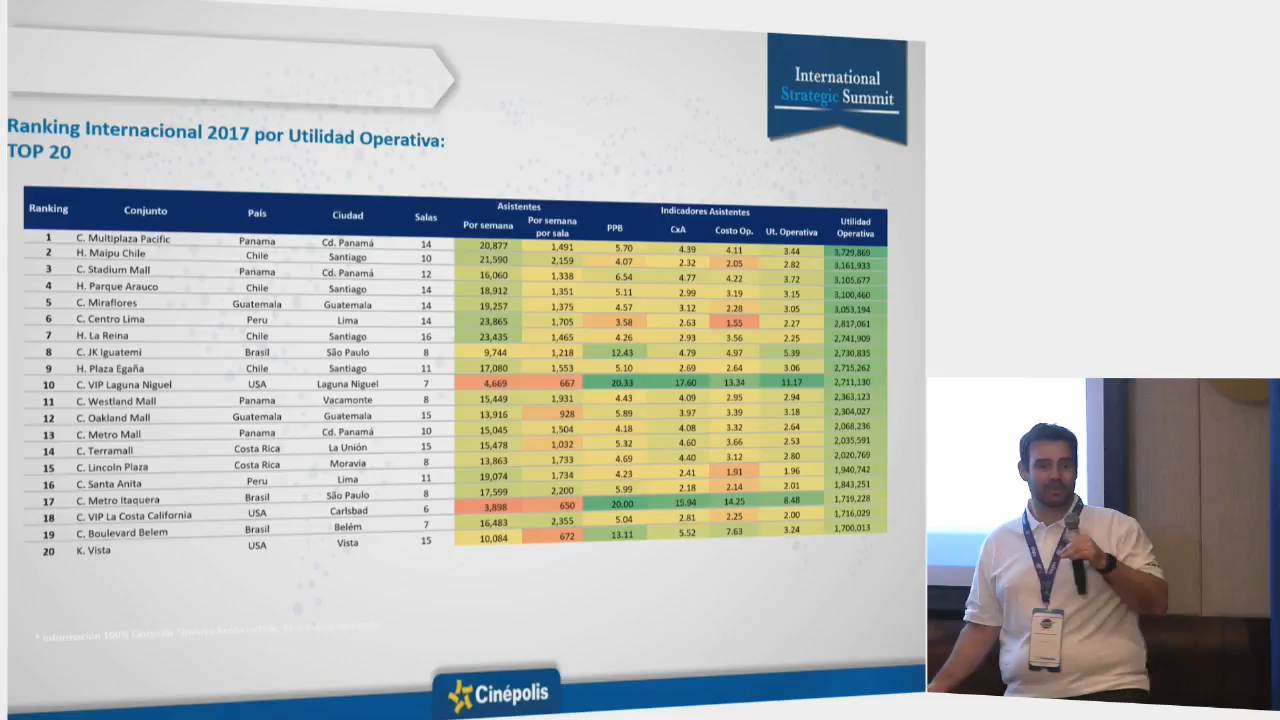 International
Strategic Summit
Ranking Internacional 2017 por Utilidad Operativa:
TOP 20
Asistentes Indicadores Asistentes
Ranking Conjunto País Ciudad Salas Por semana Por semana por sala PPB CxA Costo Op. Ut. Operativa Utilidad Operativa
1 C. Multiplaza Pacific Panama Cd. Panamá 14 20,877 1,491 5.70 4.39 4.11 3.44 3,729,869
2 H. Maipu Chile Chile Santiago 10 21,590 2,159 4.07 2.32 2.05 2.82 3,161,933
3 C. Stadium Mall Panama Cd. Panamá 12 16,060 1,338 6.54 4.77 4.22 3.72 3,105,677
4 H. Parque Arauco Chile Santiago 14 18,912 1,351 5.11 2.99 3.19 3.15 3,100,460
5 C. Miraflores Guatemala Guatemala 14 19,257 1,375 4.57 3.12 2.28 3.05 3,053,194
6 C. Centro Lima Peru Lima 14 23,865 1,705 3.58 2.63 1.55 2.27 2,817,061
7 H. La Reina Chile Santiago 16 23,435 1,465 4.26 2.93 3.56 2.25 2,741,909
8 C. JK Iguatemi Brasil São Paulo 8 9,744 1,218 12.43 4.79 4.97 5.39 2,730,835
9 H. Plaza Egaña Chile Santiago 11 17,080 1,553 5.10 2.69 2.64 3.06 2,715,262
10 C. VIP Laguna Niguel USA Laguna Niguel 7 4,669 667 20.33 17.60 13.34 11.17 2,711,130
11 C. Westland Mall Panama Vacamonte 8 15,449 1,931 4.43 4.09 2.95 2.94 2,363,123
12 C. Oakland Mall Guatemala Guatemala 15 13,916 928 5.89 3.97 3.39 3.18 2,304,027
13 C. Metro Mall Panama Cd. Panamá 10 15,045 1,504 4.18 4.08 3.32 2.64 2,068,236
14 C. Terramall Costa Rica La Unión 15 15,478 1,032 5.32 4.60 3.66 2.53 2,035,591
15 C. Lincoln Plaza Costa Rica Moravia 8 13,863 1,733 4.69 4.40 3.12 2.80 2,020,769
16 C. Santa Anita Peru Lima 11 19,074 1,734 4.23 2.41 1.91 1.96 1,940,742
17 C. Metro Itaquera Brasil São Paulo 8 17,599 2,200 5.99 2.18 2.14 2.01 1,843,251
18 C. VIP La Costa California USA Carlsbad 6 3,898 650 20.00 15.94 14.25 8.48 1,719,228
19 C. Boulevard Belem Brasil Belém 7 16,483 2,355 5.04 2.81 2.25 2.00 1,716,029
20 K. Vista USA Vista 15 10,084 672 13.11 5.52 7.63 3.24 1,700,013
* Información 100% Cinépolis
Cinépolis